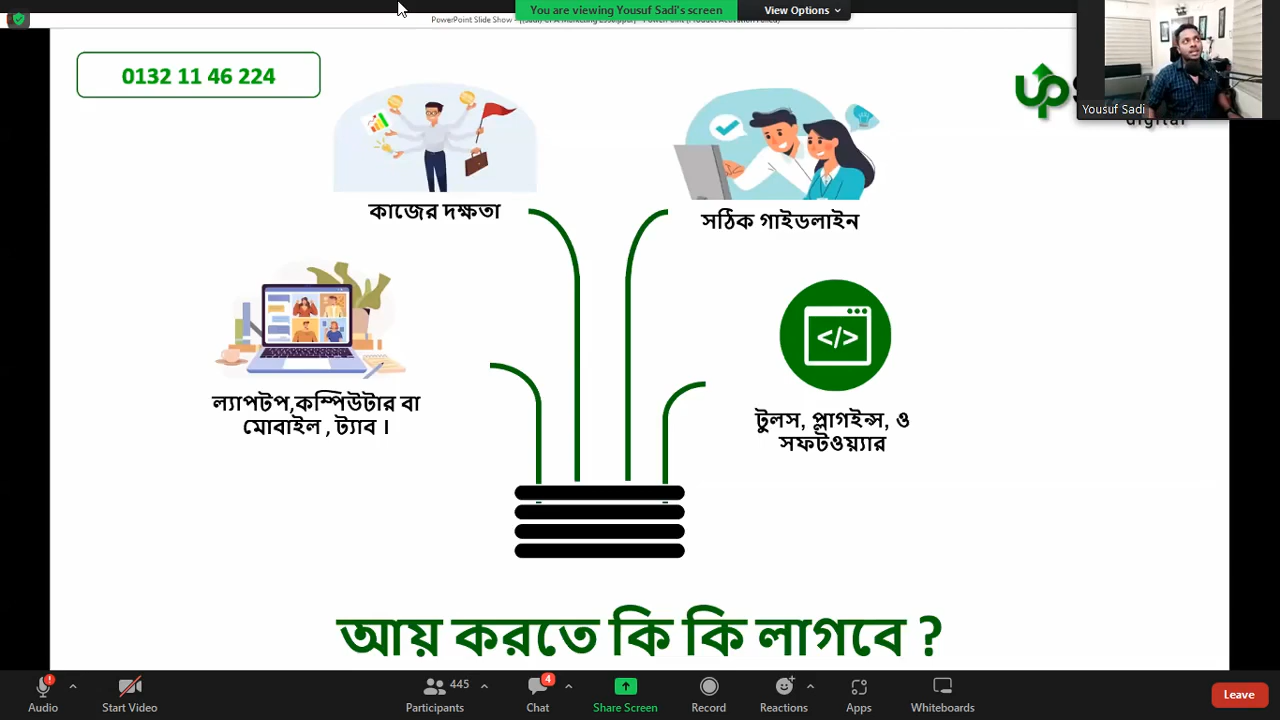 You are viewing Yousuf Sadi's screen
View Options
0132 11 46 224
Yousuf Sadi
digital
কাজের দক্ষতা
সঠিক গাইডলাইন
</>
ল্যাপটপ,কম্পিউটার বা
মোবাইল , ট্যাব ।
টুলস, প্লাগইন্স, ও
সফটওয়্যার
আয় করতে কি কি লাগবে ?
445
4
Audio
Start Video
Participants
Chat
Share Screen
Record
Reactions
Apps
Whiteboards
Leave